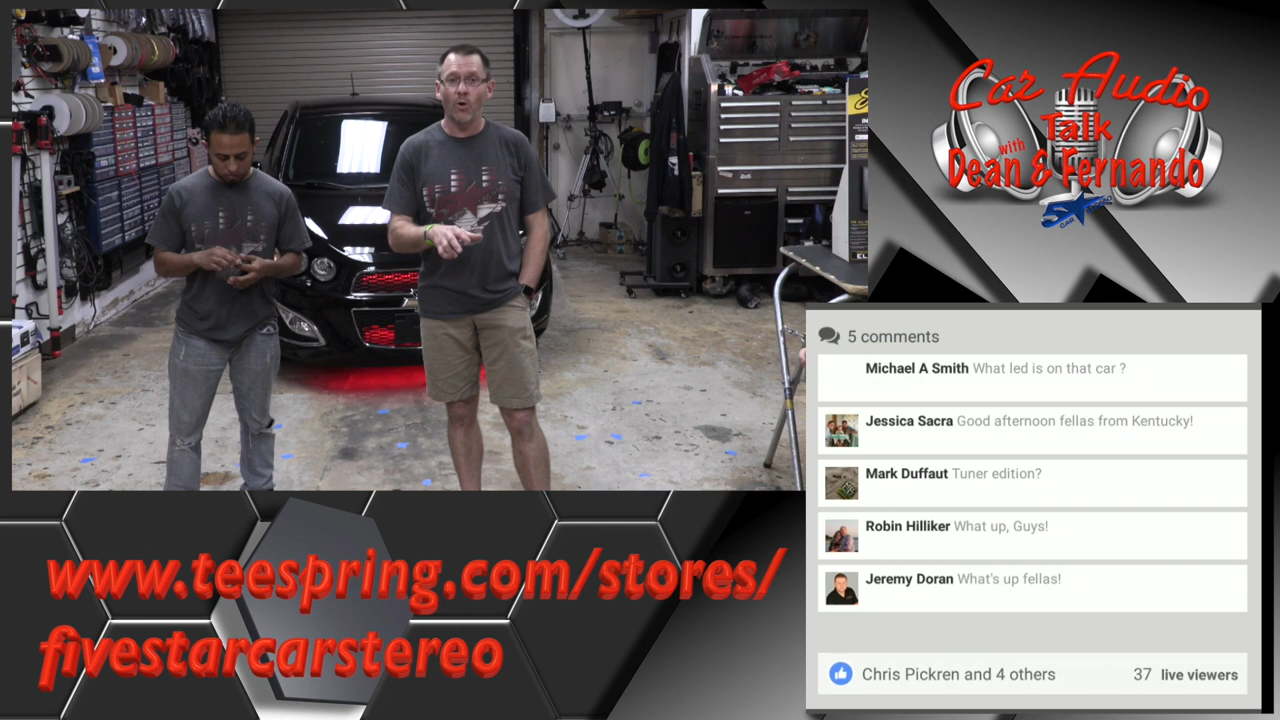 Car Audio
Talk
with
Dean & Fernando
5 comments
Michael A Smith What led is on that car ?
Jessica Sacra Good afternoon fellas from Kentucky!
Mark Duffaut Tuner edition?
Robin Hilliker What up, Guys!
Jeremy Doran What's up fellas!
Chris Pickren and 4 others 37 live viewers
www.teespring.com/stores/
fivestarcarstereo